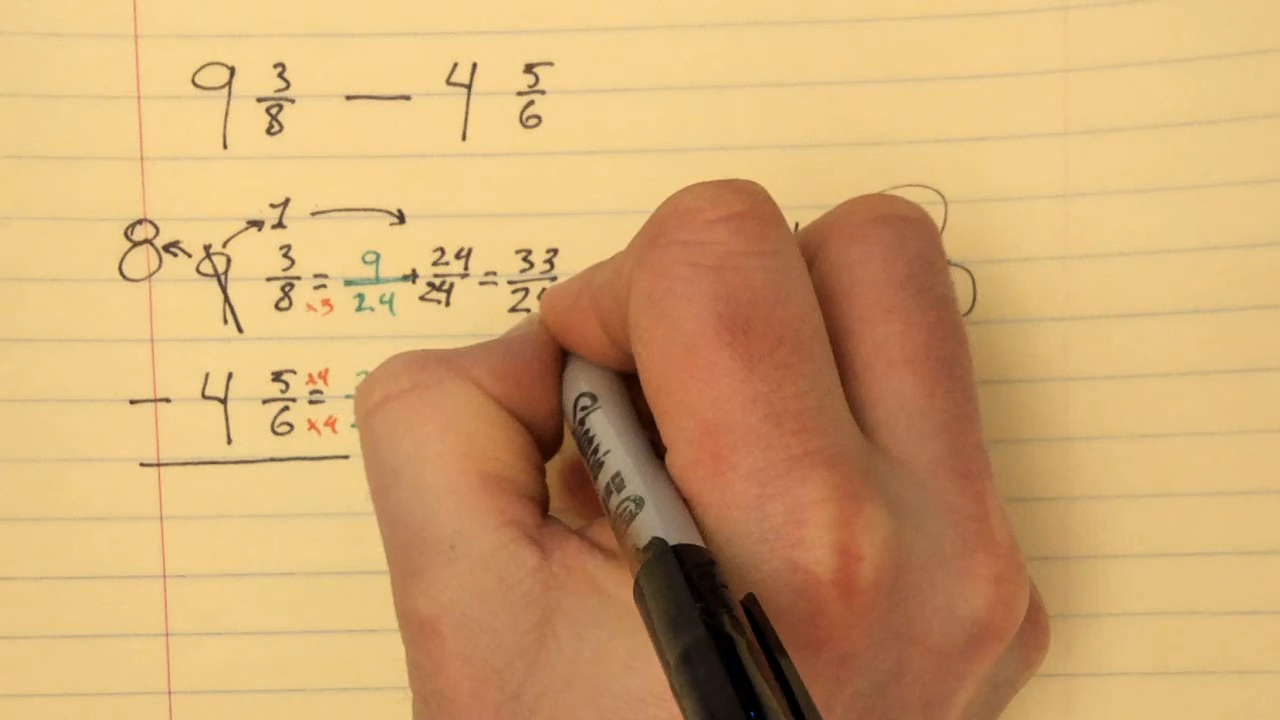 9 3/8 — 4 5/6
1 →
8 ← 9 3/8 ×3 = 9/24 + 24/24 = 33/2
- 4 5/6 ×4 ×4 =